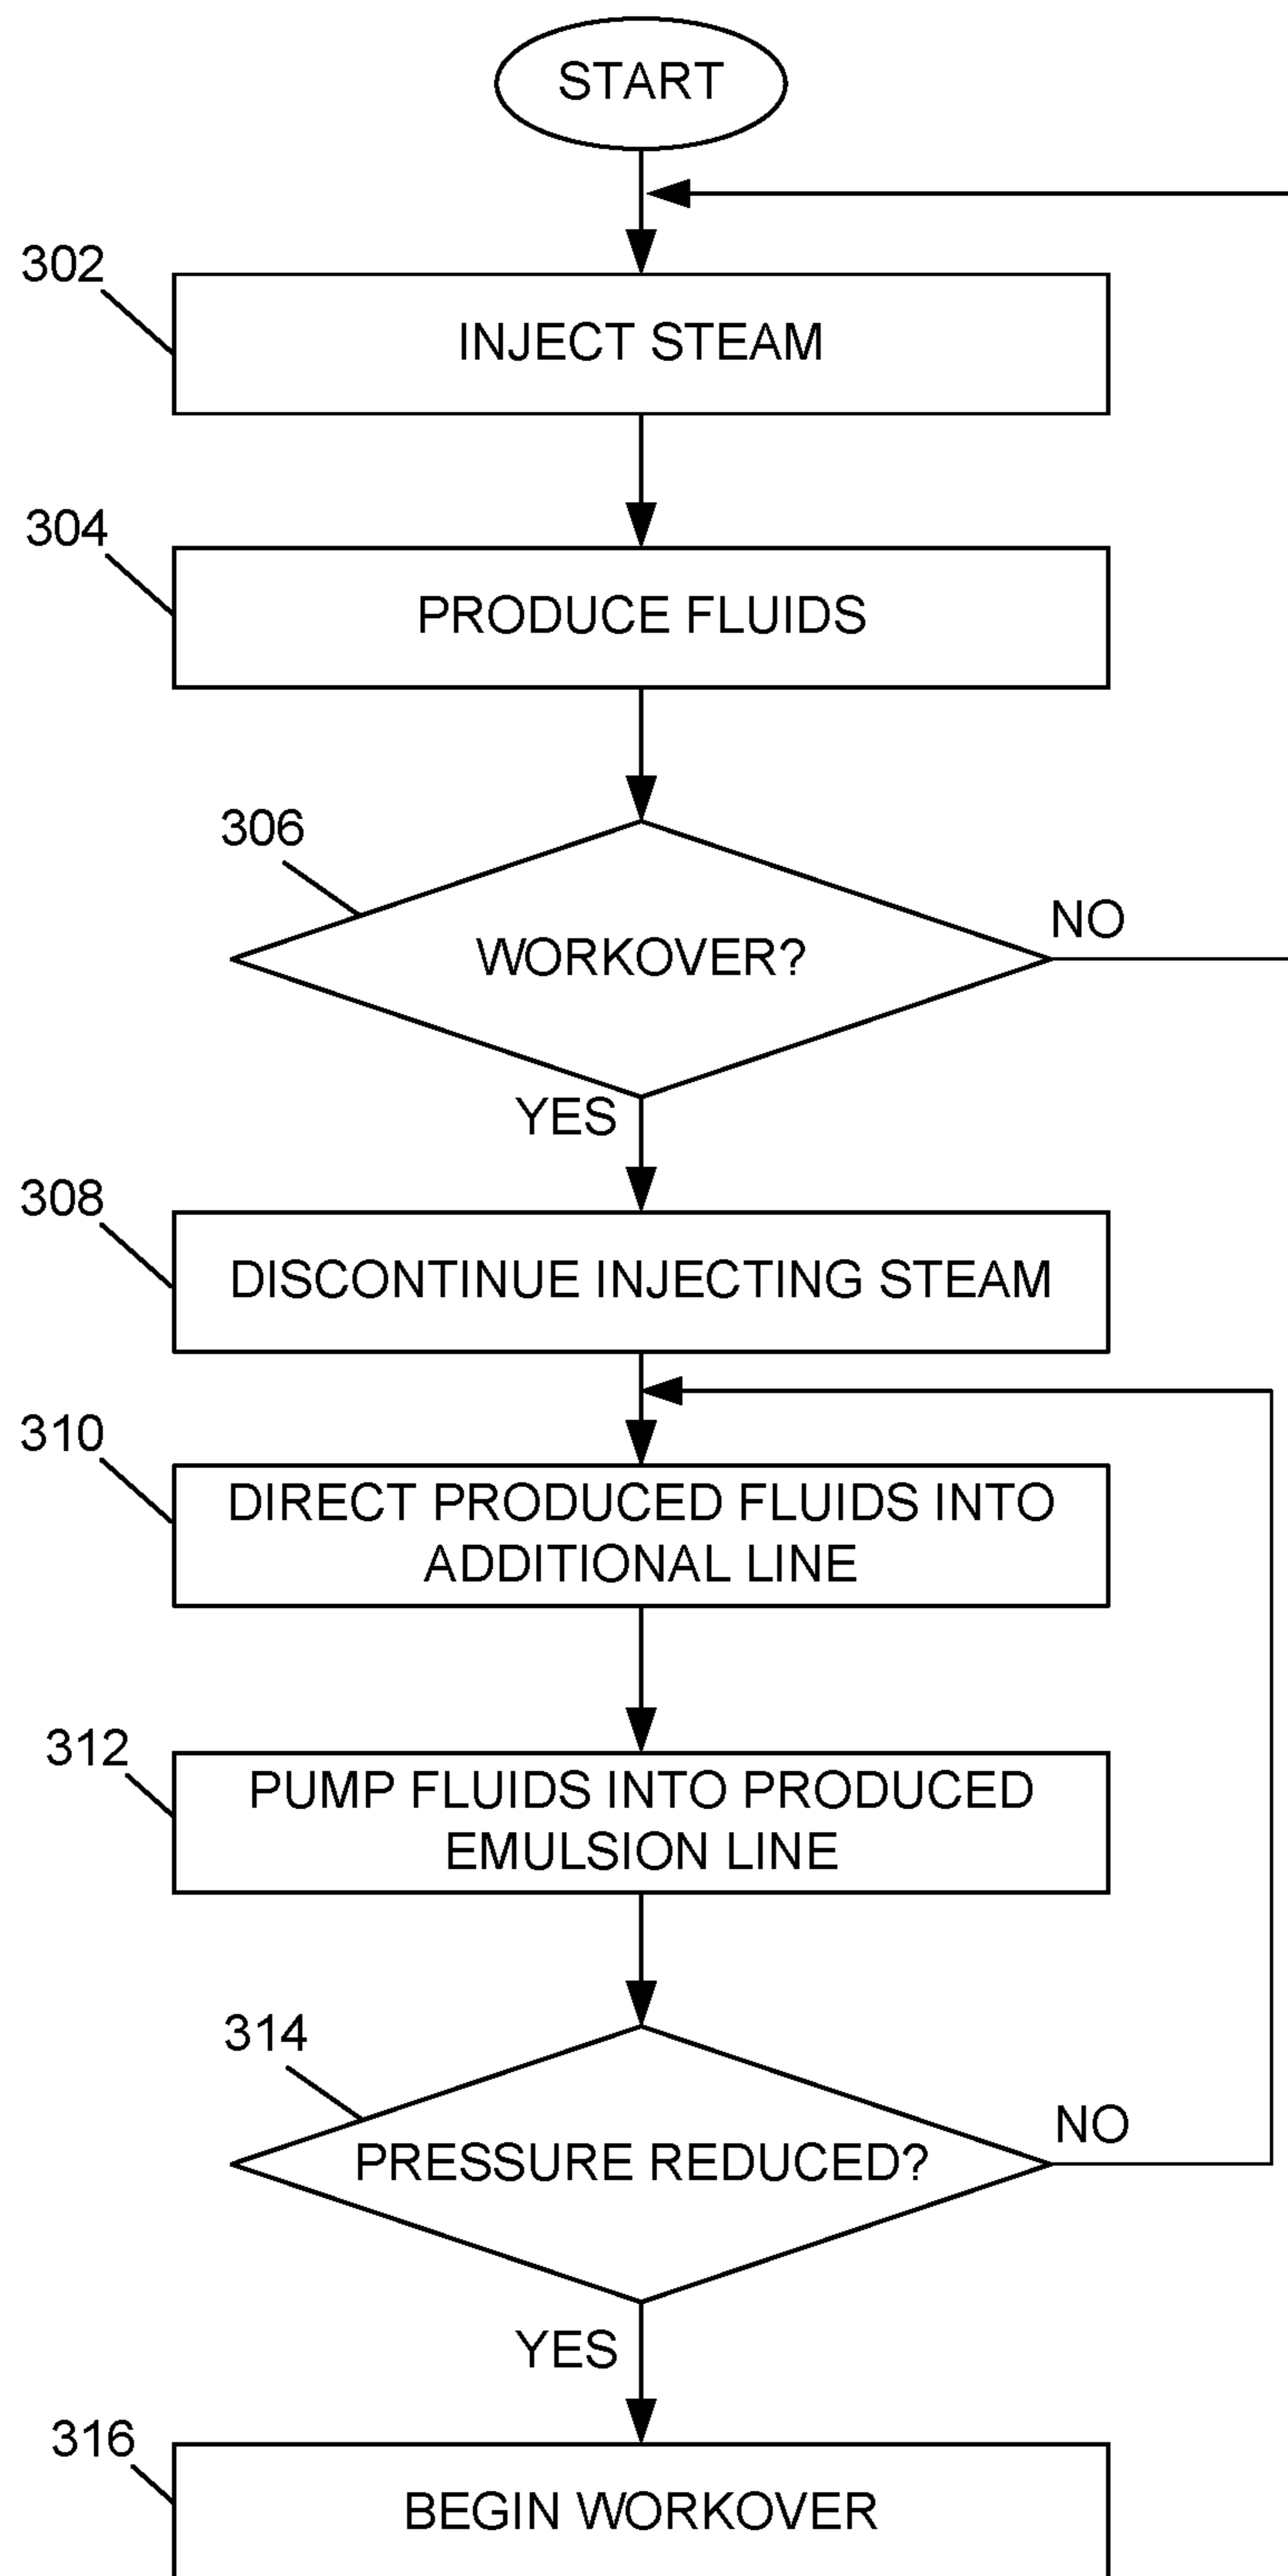 START
302
INJECT STEAM
304
PRODUCE FLUIDS
306
WORKOVER?
NO
YES
308
DISCONTINUE INJECTING STEAM
310
DIRECT PRODUCED FLUIDS INTO
ADDITIONAL LINE
312
PUMP FLUIDS INTO PRODUCED
EMULSION LINE
314
PRESSURE REDUCED?
NO
YES
316
BEGIN WORKOVER